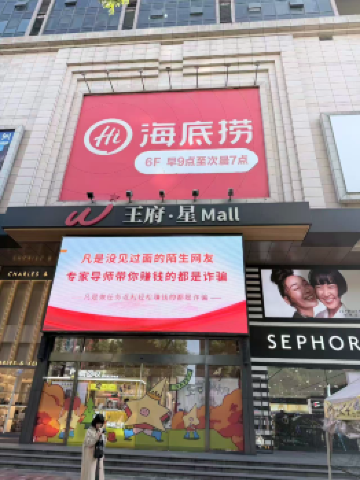 Hi 海底捞
6F 早9点至次晨7点
王府·星Mall
凡是没见过面的陌生网友
专家导师带你赚钱的都是诈骗
CHARLES &
SEPHOR